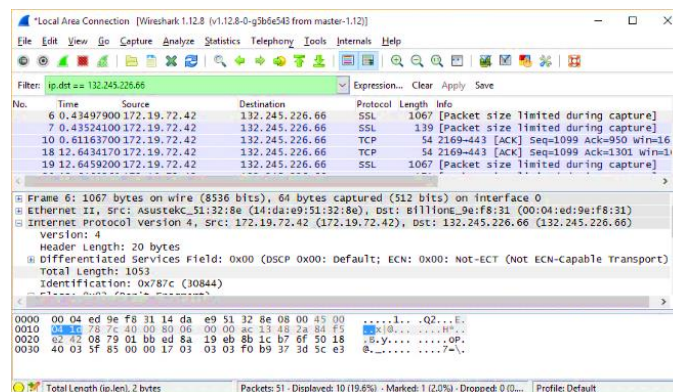 *Local Area Connection [Wireshark 1.12.8 (v1.12.8-0-g5b6e543 from master-1.12)]
File Edit View Go Capture Analyze Statistics Telephony Tools Internals Help
Filter: ip.dst == 132.245.226.66 Expression... Clear Apply Save
No. Time Source Destination Protocol Length Info
6 0.43497900 172.19.72.42 132.245.226.66 SSL 1067 [Packet size limited during capture]
7 0.43524100 172.19.72.42 132.245.226.66 SSL 139 [Packet size limited during capture]
10 0.61163700 172.19.72.42 132.245.226.66 TCP 54 2169→443 [ACK] Seq=1099 Ack=950 Win=16
18 12.6434170 172.19.72.42 132.245.226.66 TCP 54 2169→443 [ACK] Seq=1099 Ack=1301 Win=1
19 12.6459200 172.19.72.42 132.245.226.66 SSL 1067 [Packet size limited during capture]
Frame 6: 1067 bytes on wire (8536 bits), 64 bytes captured (512 bits) on interface 0
Ethernet II, Src: AsustekC_51:32:8e (14:da:e9:51:32:8e), Dst: BillionE_9e:f8:31 (00:04:ed:9e:f8:31)
Internet Protocol Version 4, Src: 172.19.72.42 (172.19.72.42), Dst: 132.245.226.66 (132.245.226.66)
Version: 4
Header Length: 20 bytes
Differentiated Services Field: 0x00 (DSCP 0x00: Default; ECN: 0x00: Not-ECT (Not ECN-Capable Transport)
Total Length: 1053
Identification: 0x787c (30844)
0000 00 04 ed 9e f8 31 14 da e9 51 32 8e 08 00 45 00 .....1.. .Q2...E.
0010 04 1d 78 7c 40 00 80 06 00 00 ac 13 48 2a 84 f5 ..x|@... ....H*..
0020 e2 42 08 79 01 bb ed 8a 19 eb 8b 1c b7 6f 50 18 .B.y.... .....oP.
0030 40 03 5f 85 00 00 17 03 03 03 f0 b9 37 3d 5c e3 @._..... ....7=\.
Total Length (ip.len), 2 bytes Packets: 51 · Displayed: 10 (19.6%) · Marked: 1 (2.0%) · Dropped: 0 (0.... Profile: Default